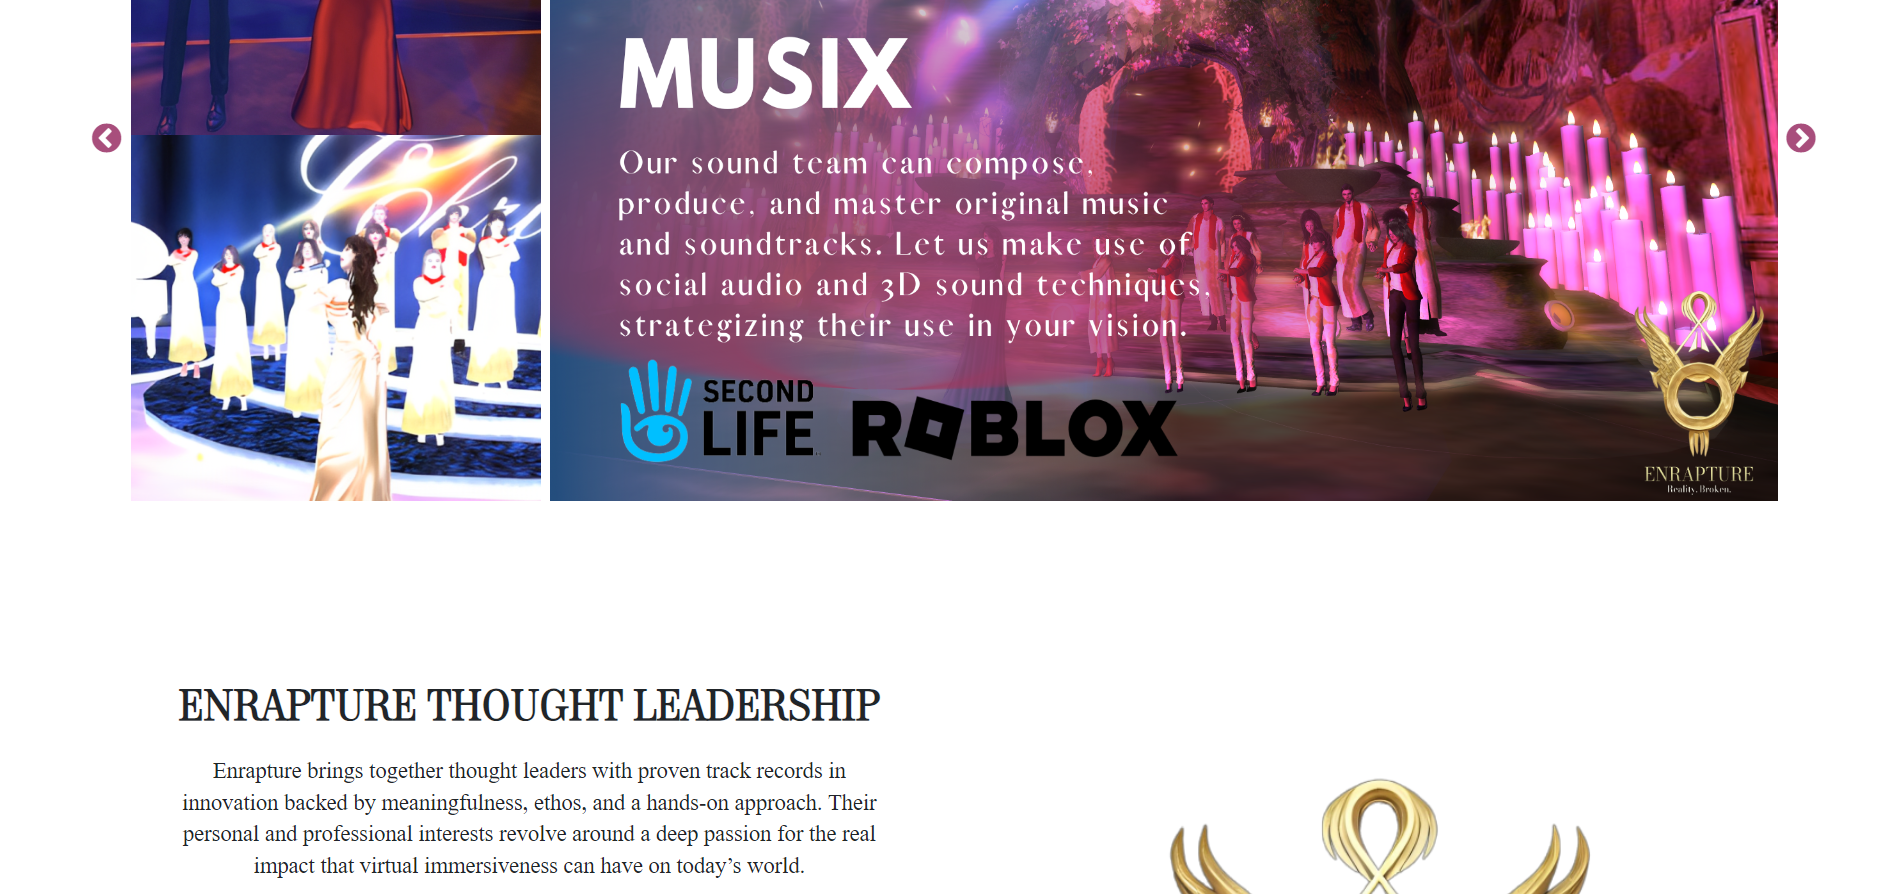 MUSIX
Our sound team can compose,
produce, and master original music
and soundtracks. Let us make use of
social audio and 3D sound techniques,
strategizing their use in your vision.
SECOND
LIFE
ROBLOX
ENRAPTURE
Reality. Broken.
ENRAPTURE THOUGHT LEADERSHIP
Enrapture brings together thought leaders with proven track records in
innovation backed by meaningfulness, ethos, and a hands-on approach. Their
personal and professional interests revolve around a deep passion for the real
impact that virtual immersiveness can have on today’s world.